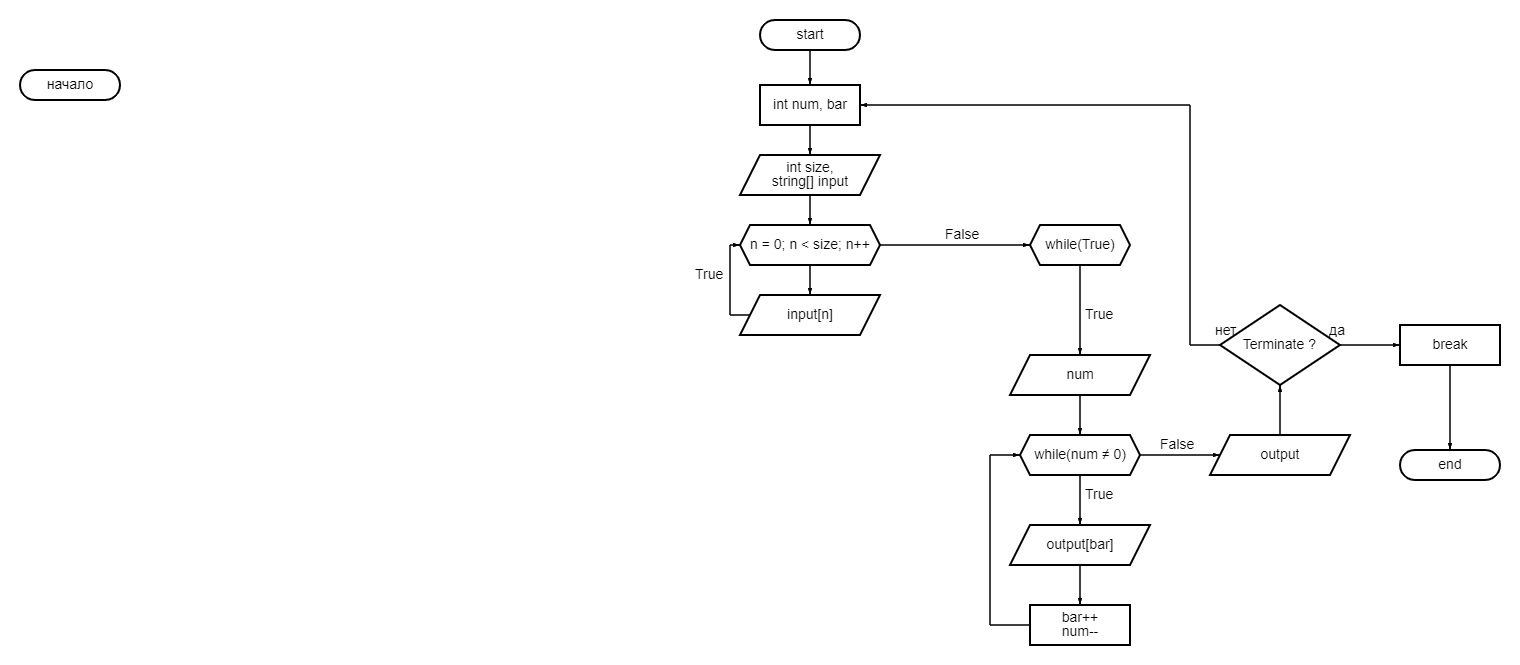 start
начало
int num, bar
int size,
string[] input
n = 0; n < size; n++
False
while(True)
True
input[n]
True
нет
Terminate ?
да
break
num
while(num ≠ 0)
False
output
end
True
output[bar]
bar++
num--